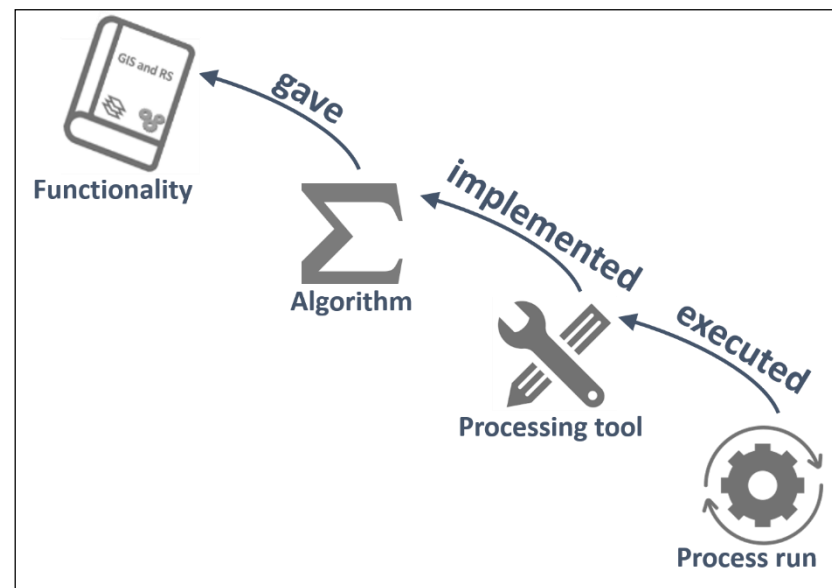 GIS and RS
gave
Functionality
implemented
Algorithm
executed
Processing tool
Process run